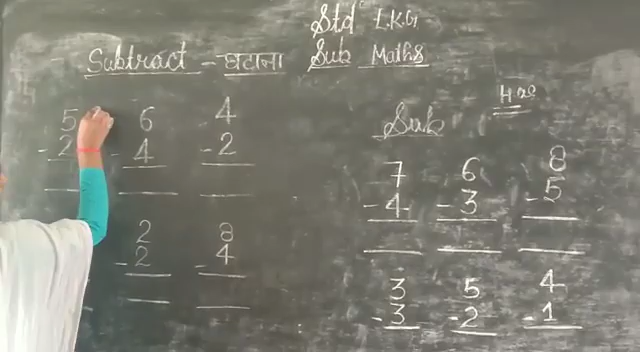 Std L.K.G.
Subtract - घटाना Sub Maths
H.W
Sub
5 6 4
- 2 - 4 - 2
7 6 8
- 4 - 3 - 5
2 8
- 2 - 4
3 5 4
- 3 - 2 - 1